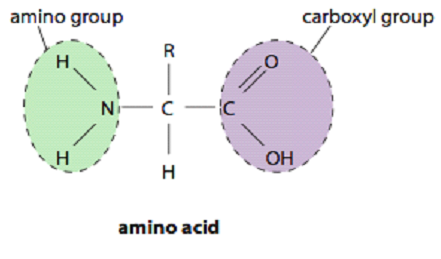 amino group carboxyl group
H R O
N C C
H H OH
amino acid